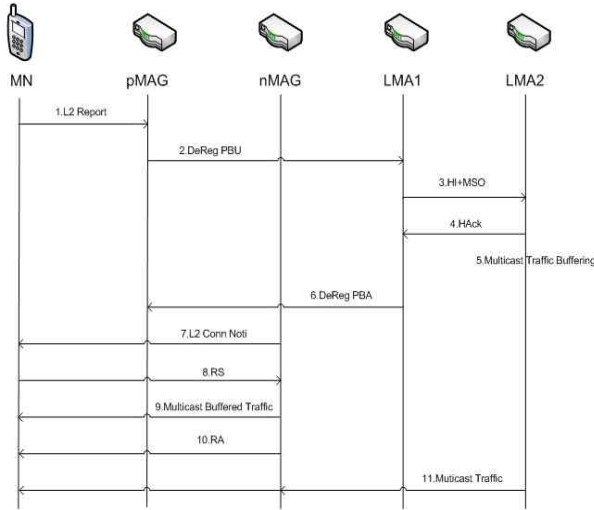 MN
pMAG
nMAG
LMA1
LMA2
1.L2 Report
2.DeReg PBU
3.HI+MSO
4.HAck
5.Multicast Traffic Buffering
6.DeReg PBA
7.L2 Conn Noti
8.RS
9.Multicast Buffered Traffic
10.RA
11.Muticast Traffic